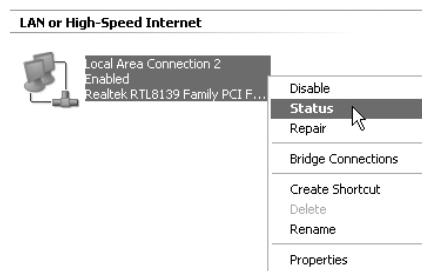 LAN or High-Speed Internet
Local Area Connection 2
Enabled
Realtek RTL8139 Family PCI F...
Disable
Status
Repair
Bridge Connections
Create Shortcut
Delete
Rename
Properties